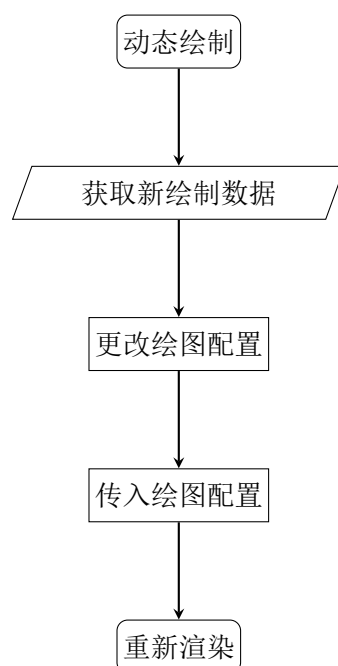 动态绘制
获取新绘制数据
更改绘图配置
传入绘图配置
重新渲染